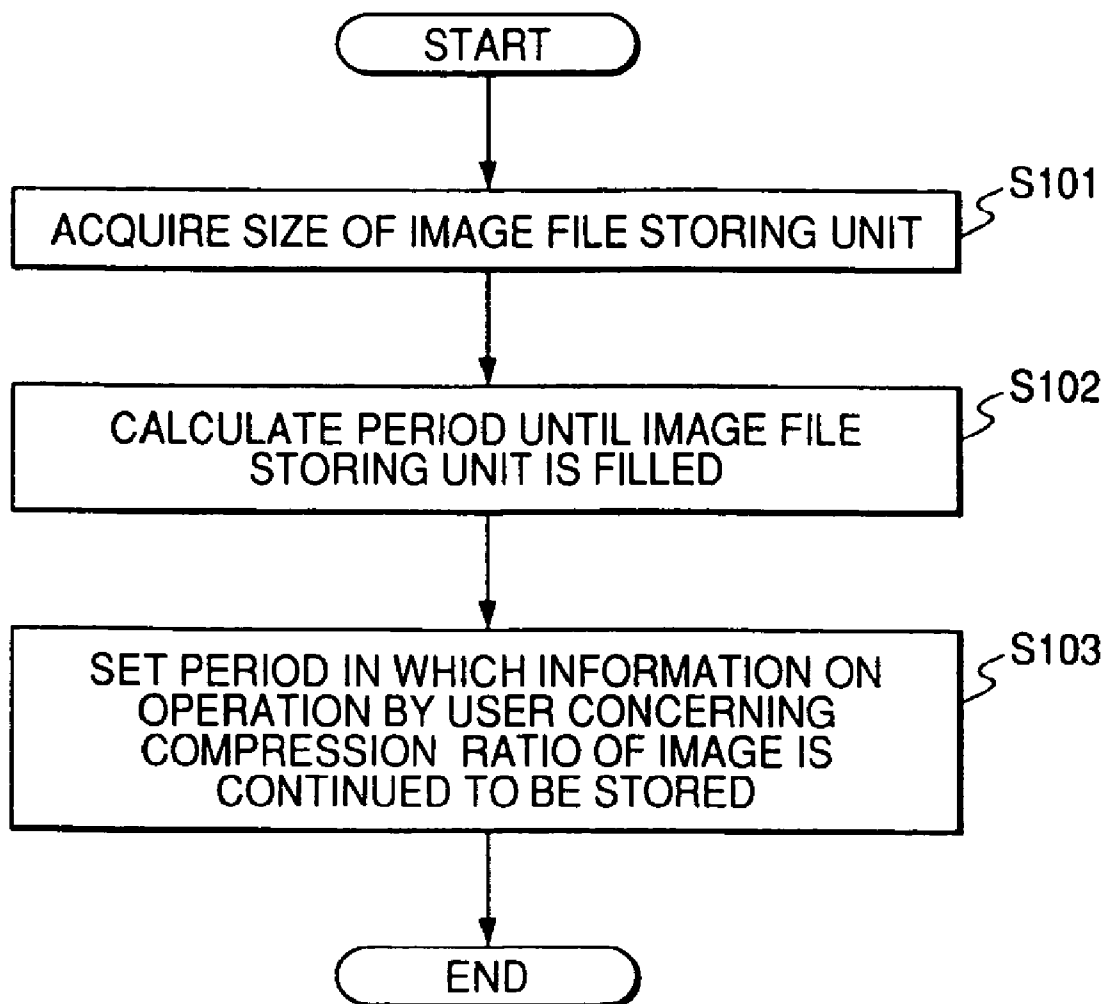 START
S101
ACQUIRE SIZE OF IMAGE FILE STORING UNIT
S102
CALCULATE PERIOD UNTIL IMAGE FILE
STORING UNIT IS FILLED
S103
SET PERIOD IN WHICH INFORMATION ON
OPERATION BY USER CONCERNING
COMPRESSION RATIO OF IMAGE IS
CONTINUED TO BE STORED
END